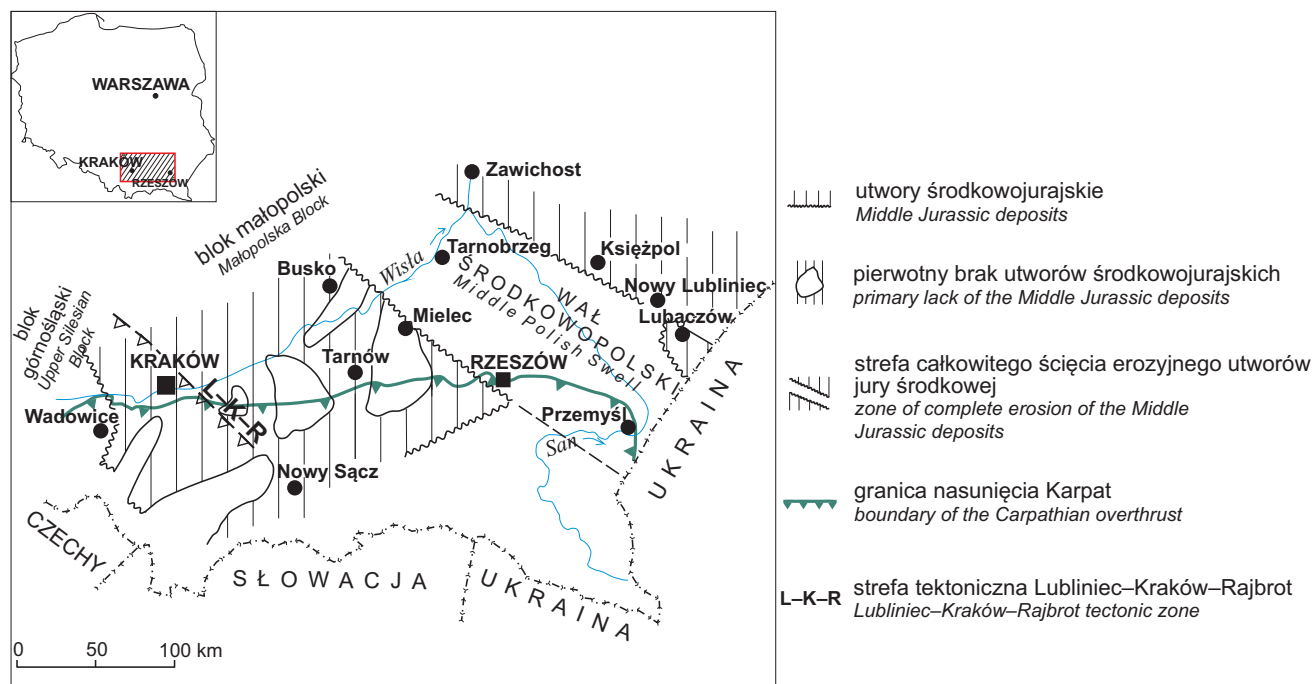 WARSZAWA
KRAKÓW
RZESZÓW
Zawichost
blok małopolski
Małopolska Block
Wisła
Tarnobrzeg
Księżpol
Busko
WAŁ
ŚRODKOWOPOLSKI
Middle Polish Swell
Nowy Lubliniec
Lubaczów
blok
górnośląski
Upper Silesian
Block
Mielec
KRAKÓW
Tarnów
RZESZÓW
L–K–R
Wadowice
Przemyśl
San
Nowy Sącz
UKRAINA
CZECHY
SŁOWACJA
UKRAINA
0 50 100 km
utwory środkowojurajskie
Middle Jurassic deposits
pierwotny brak utworów środkowojurajskich
primary lack of the Middle Jurassic deposits
strefa całkowitego ścięcia erozyjnego utworów
jury środkowej
zone of complete erosion of the Middle
Jurassic deposits
granica nasunięcia Karpat
boundary of the Carpathian overthrust
L–K–R strefa tektoniczna Lubliniec–Kraków–Rajbrot
Lubliniec–Kraków–Rajbrot tectonic zone